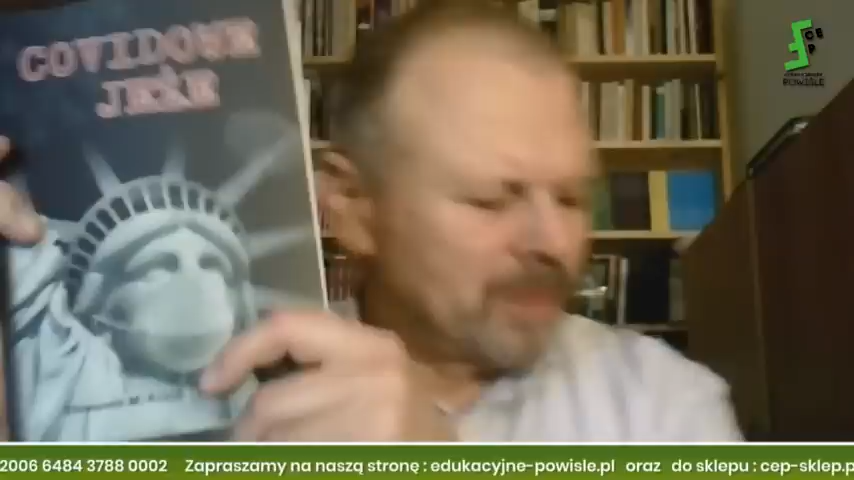 COVIDOWE
JEŻE
CEP
POWIŚLE
2006 6484 3788 0002 Zapraszamy na naszą stronę : edukacyjne-powisle.pl oraz do sklepu : cep-sklep.p